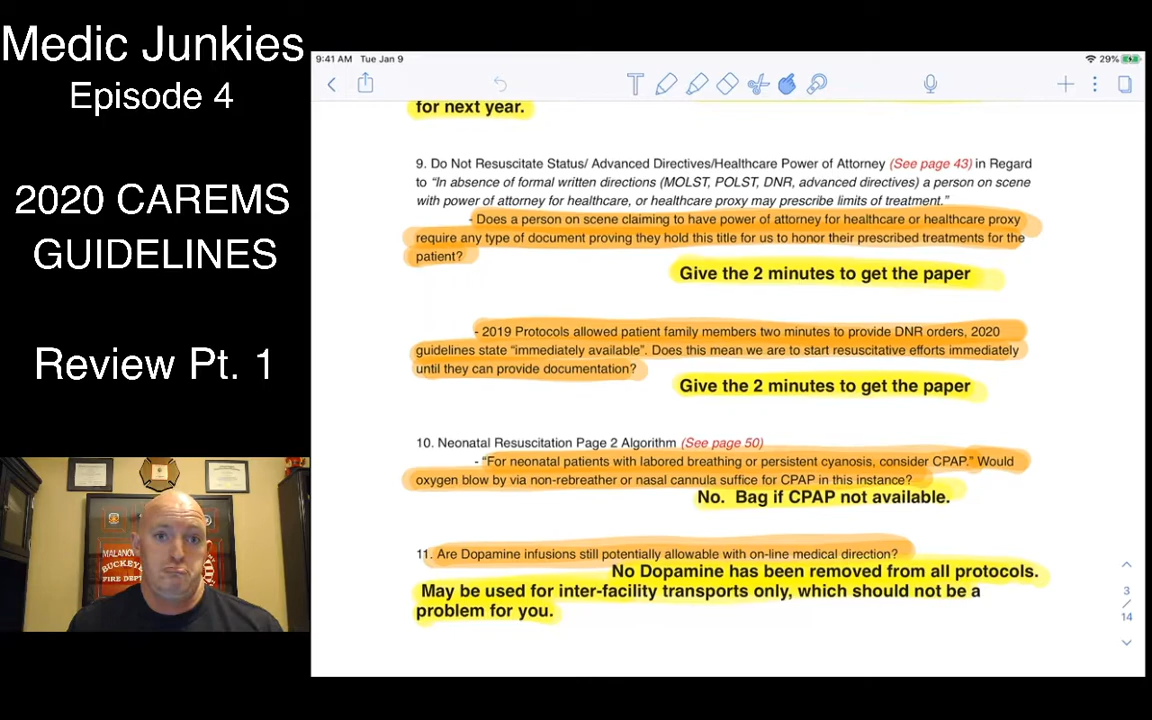 Medic Junkies
Episode 4
2020 CAREMS
GUIDELINES
Review Pt. 1
9:41 AM Tue Jan 9
29%
for next year.
9. Do Not Resuscitate Status/ Advanced Directives/Healthcare Power of Attorney (See page 43) in Regard
to “In absence of formal written directions (MOLST, POLST, DNR, advanced directives) a person on scene
with power of attorney for healthcare, or healthcare proxy may prescribe limits of treatment.”
- Does a person on scene claiming to have power of attorney for healthcare or healthcare proxy
require any type of document proving they hold this title for us to honor their prescribed treatments for the
patient?
Give the 2 minutes to get the paper
- 2019 Protocols allowed patient family members two minutes to provide DNR orders, 2020
guidelines state “immediately available”. Does this mean we are to start resuscitative efforts immediately
until they can provide documentation?
Give the 2 minutes to get the paper
10. Neonatal Resuscitation Page 2 Algorithm (See page 50)
- “For neonatal patients with labored breathing or persistent cyanosis, consider CPAP.” Would
oxygen blow by via non-rebreather or nasal cannula suffice for CPAP in this instance?
No. Bag if CPAP not available.
11. Are Dopamine infusions still potentially allowable with on-line medical direction?
No Dopamine has been removed from all protocols.
May be used for inter-facility transports only, which should not be a
problem for you.
3
/
14
MALANO
BUCKEYE
FIRE DEP